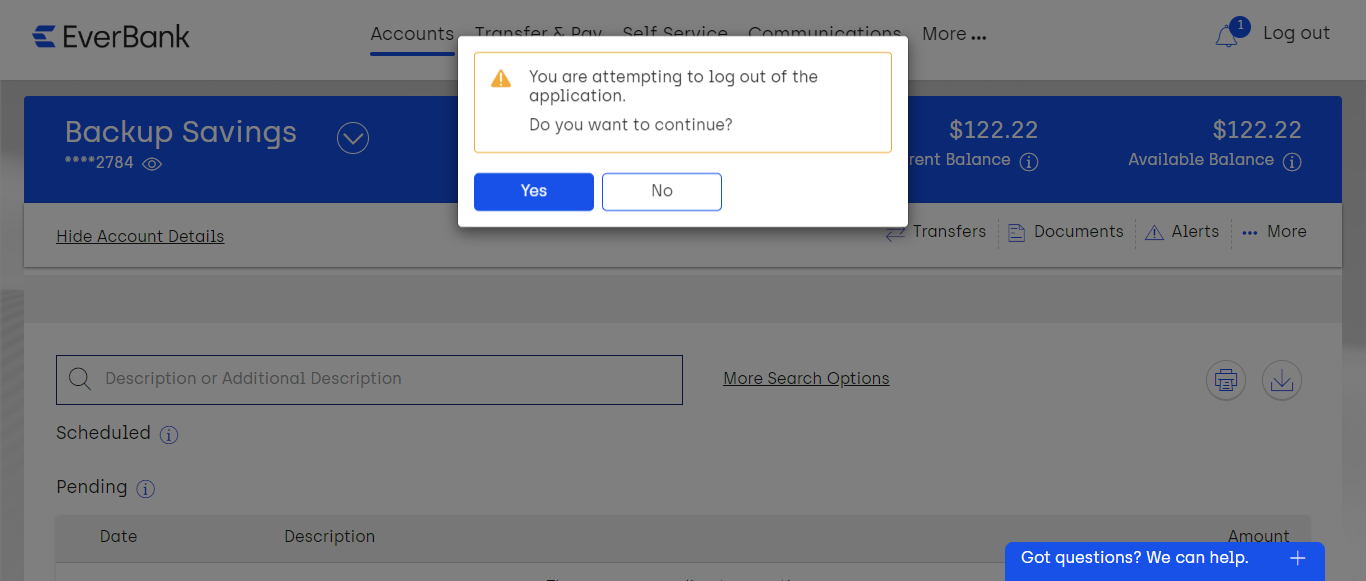 EverBank
Accounts Transfer & Pay Self Service Communications More ... 1 Log out
You are attempting to log out of the
application.
Do you want to continue?
Yes No
Backup Savings
****2784
$122.22 $122.22
rent Balance Available Balance
Hide Account Details
Transfers Documents Alerts More
Description or Additional Description
More Search Options
Scheduled
Pending
Date Description Amount
Got questions? We can help. +